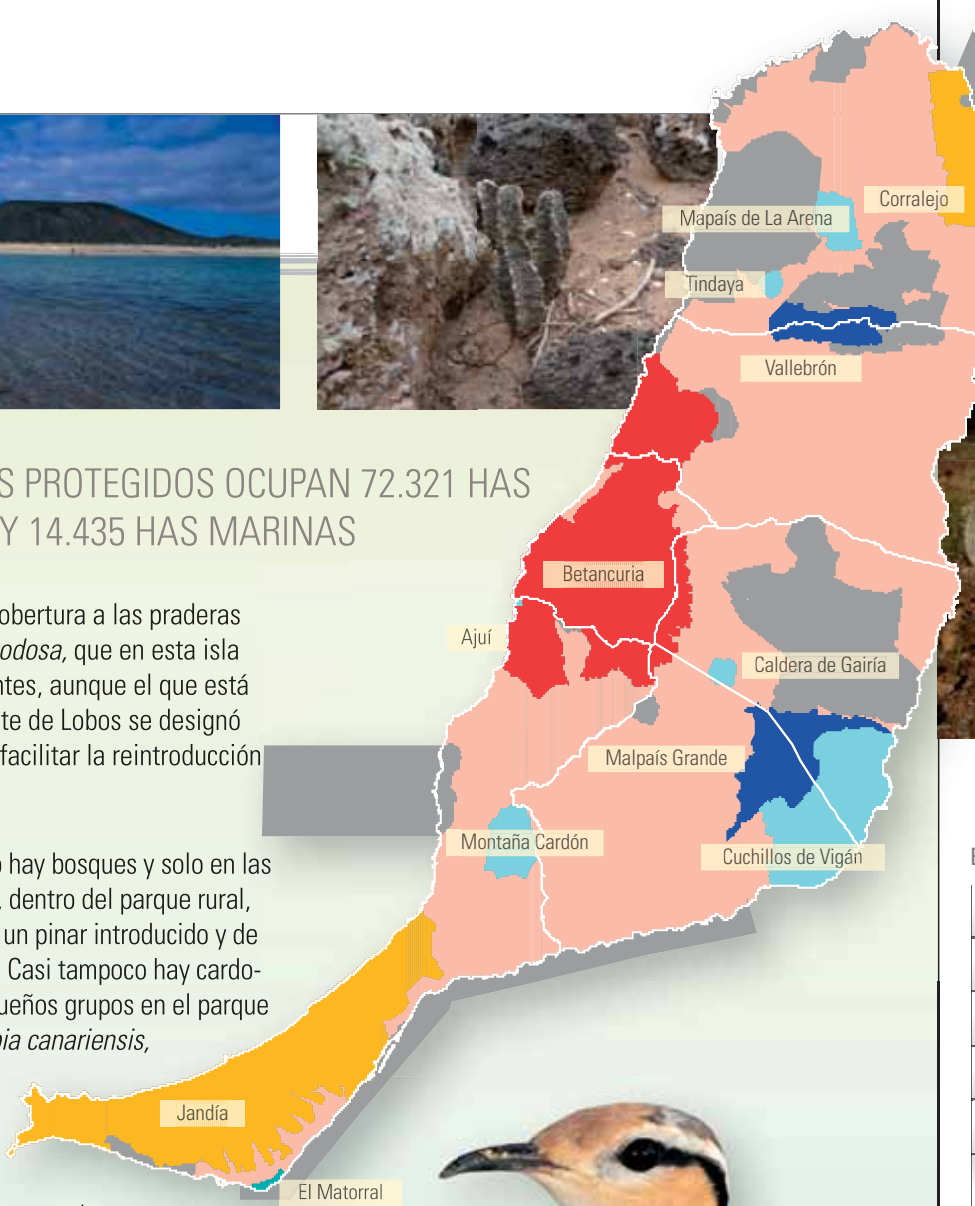 Corralejo
Mapaís de La Arena
Tindaya
Vallebrón
S PROTEGIDOS OCUPAN 72.321 HAS
Y 14.435 HAS MARINAS
Betancuria
obertura a las praderas
odosa, que en esta isla
ntes, aunque el que está
te de Lobos se designó
facilitar la reintroducción
Ajuí
Caldera de Gairía
Malpaís Grande
Montaña Cardón
Cuchillos de Vigán
o hay bosques y solo en las
, dentro del parque rural,
un pinar introducido y de
. Casi tampoco hay cardo-
ueños grupos en el parque
bia canariensis,
Jandía
El Matorral